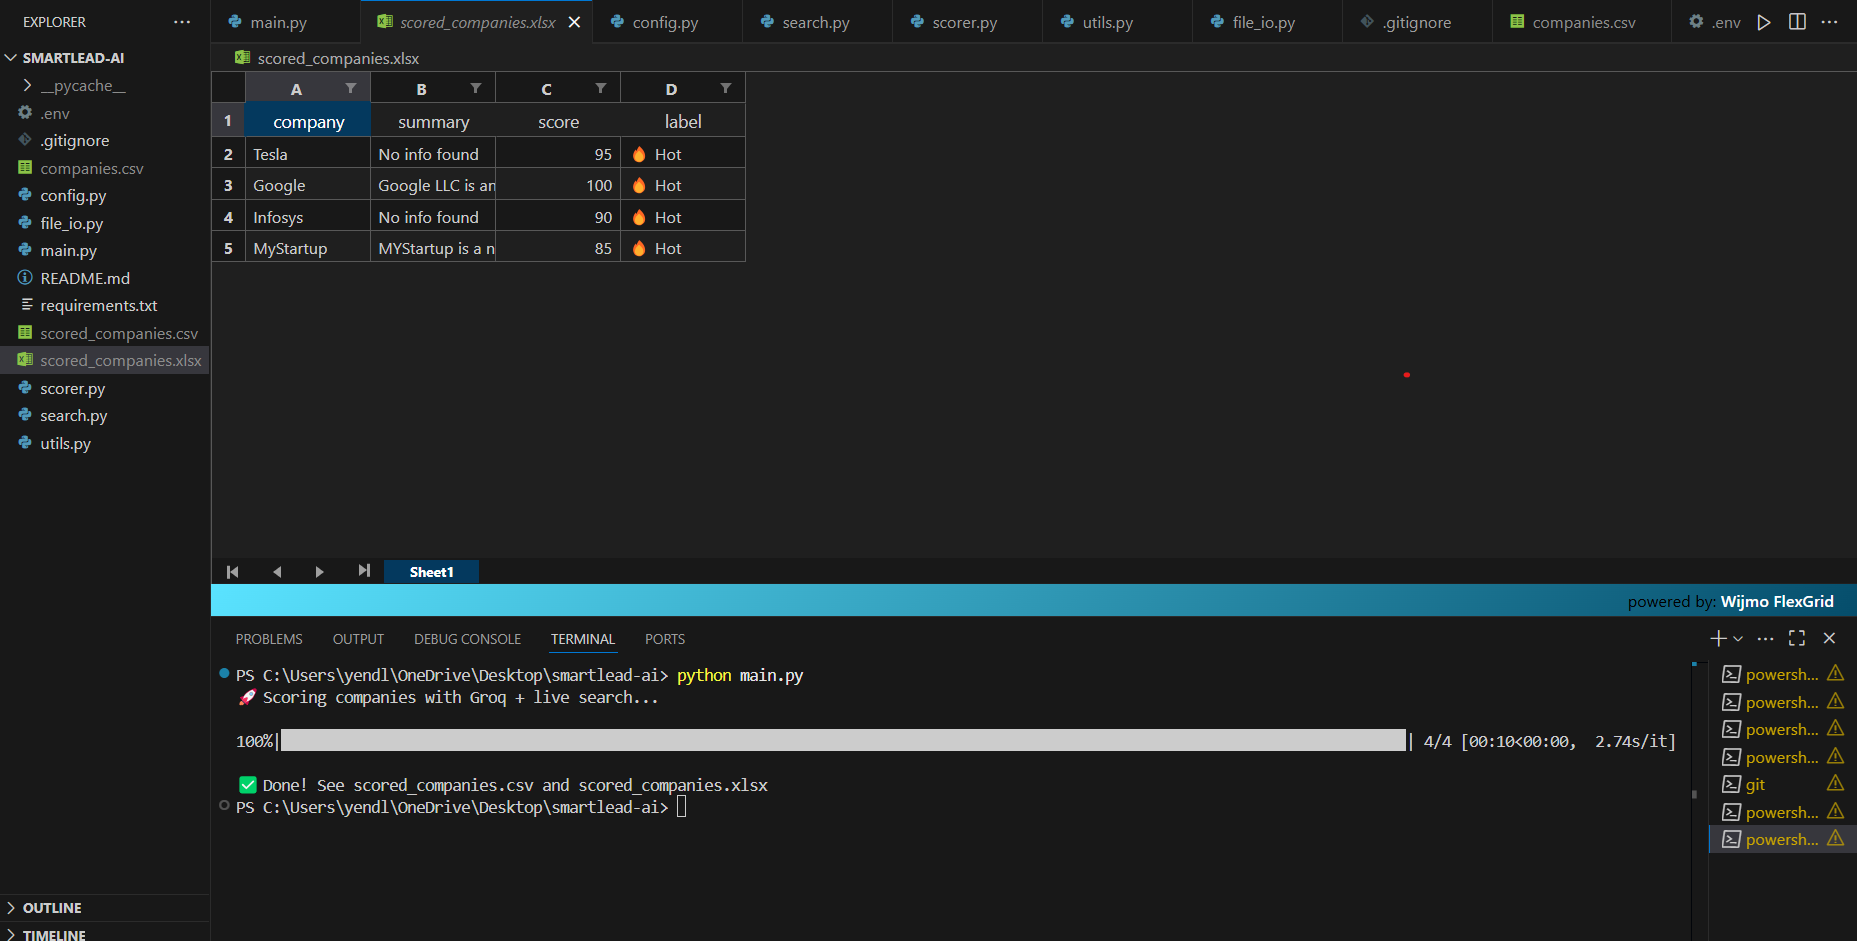 EXPLORER
SMARTLEAD-AI
__pycache__
.env
.gitignore
companies.csv
config.py
file_io.py
main.py
README.md
requirements.txt
scored_companies.csv
scored_companies.xlsx
scorer.py
search.py
utils.py
OUTLINE
TIMELINE
main.py scored_companies.xlsx config.py search.py scorer.py utils.py file_io.py .gitignore companies.csv .env
scored_companies.xlsx
A B C D
1 company summary score label
2 Tesla No info found 95 🔥 Hot
3 Google Google LLC is an 100 🔥 Hot
4 Infosys No info found 90 🔥 Hot
5 MyStartup MYStartup is a n 85 🔥 Hot
Sheet1
powered by: Wijmo FlexGrid
PROBLEMS OUTPUT DEBUG CONSOLE TERMINAL PORTS
PS C:\Users\yendl\OneDrive\Desktop\smartlead-ai> python main.py
🚀 Scoring companies with Groq + live search...
100%| | 4/4 [00:10<00:00, 2.74s/it]
✅ Done! See scored_companies.csv and scored_companies.xlsx
PS C:\Users\yendl\OneDrive\Desktop\smartlead-ai>
powersh...
powersh...
powersh...
powersh...
git
powersh...
powersh...